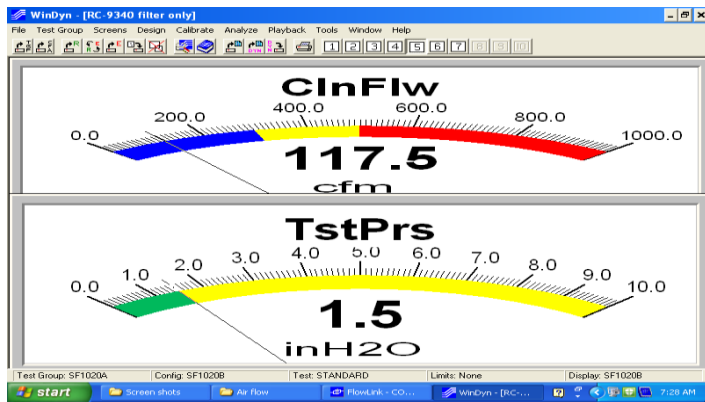 WinDyn - [RC-9340 filter only]
File Test Group Screens Design Calibrate Analyze Playback Tools Window Help
1 2 3 4 5 6 7 8 9 10
ClnFlw
0.0 200.0 400.0 600.0 800.0 1000.0
117.5
cfm
TstPrs
0.0 1.0 2.0 3.0 4.0 5.0 6.0 7.0 8.0 9.0 10.0
1.5
inH2O
Test Group: SF1020A Config: SF1020B Test: STANDARD Limits: None Display: SF1020B
start Screen shots Air flow FlowLink - CO... WinDyn - [RC-... 7:28 AM